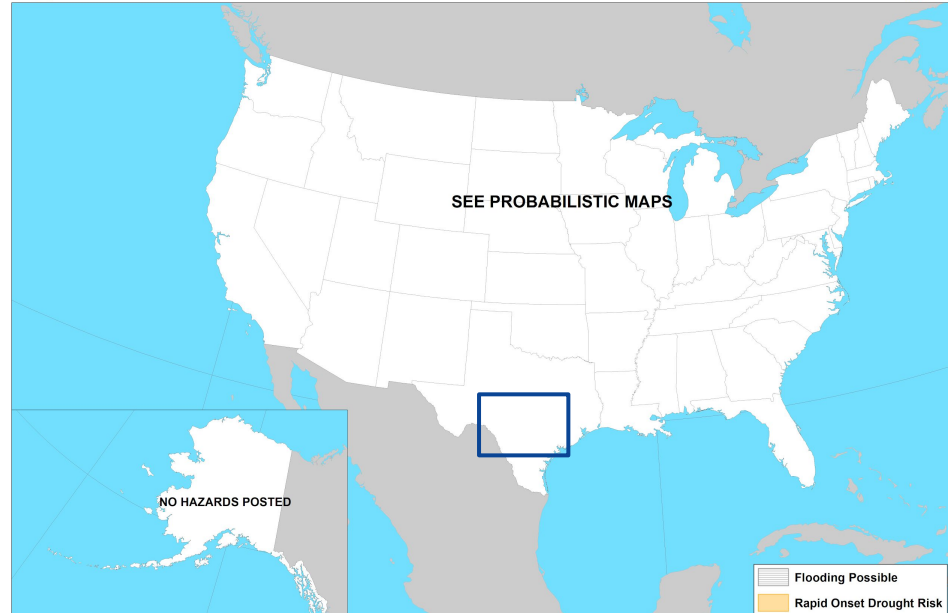 SEE PROBABILISTIC MAPS
NO HAZARDS POSTED
Flooding Possible
Rapid Onset Drought Risk